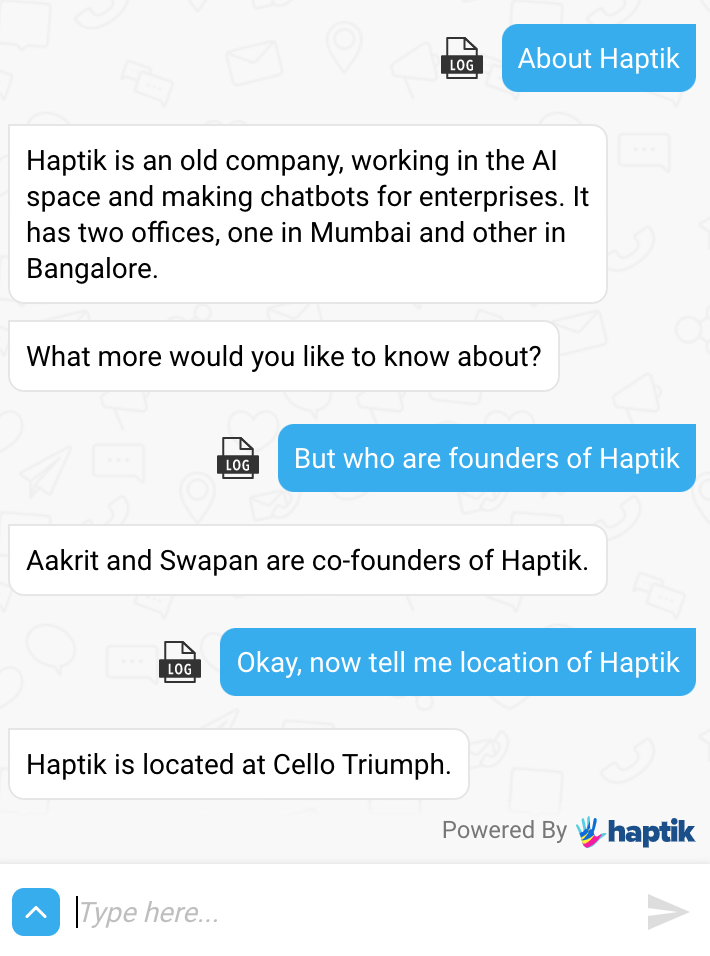 LOG
About Haptik
Haptik is an old company, working in the AI
space and making chatbots for enterprises. It
has two offices, one in Mumbai and other in
Bangalore.
What more would you like to know about?
LOG
But who are founders of Haptik
Aakrit and Swapan are co-founders of Haptik.
LOG
Okay, now tell me location of Haptik
Haptik is located at Cello Triumph.
Powered By haptik
Type here...